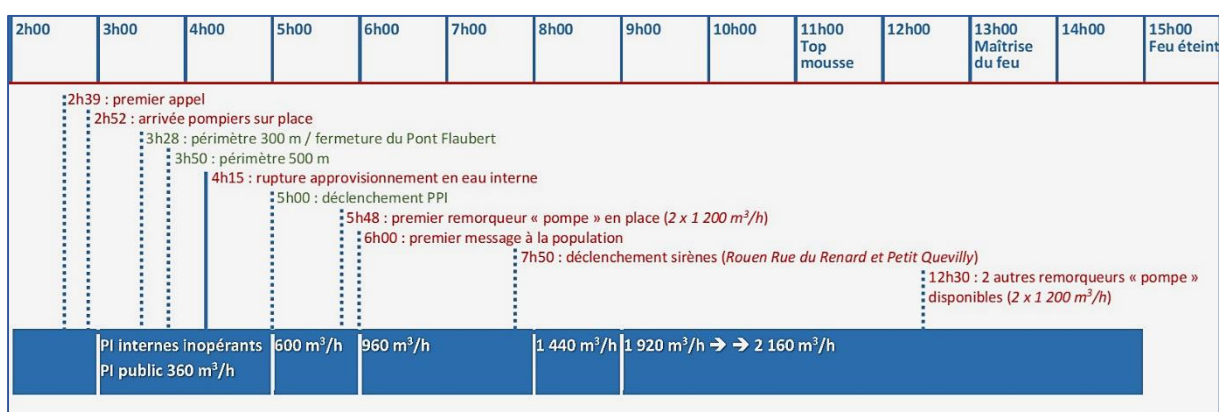 2h00 3h00 4h00 5h00 6h00 7h00 8h00 9h00 10h00 11h00 12h00 13h00 14h00 15h00
Top Maîtrise Feu éteint
mousse du feu
2h39 : premier appel
2h52 : arrivée pompiers sur place
3h28 : périmètre 300 m / fermeture du Pont Flaubert
3h50 : périmètre 500 m
4h15 : rupture approvisionnement en eau interne
5h00 : déclenchement PPI
5h48 : premier remorqueur « pompe » en place (2 x 1 200 m³/h)
6h00 : premier message à la population
7h50 : déclenchement sirènes (Rouen Rue du Renard et Petit Quevilly)
12h30 : 2 autres remorqueurs « pompe »
disponibles (2 x 1 200 m³/h)
PI internes inopérants 600 m³/h 960 m³/h 1 440 m³/h 1 920 m³/h ➔ ➔ 2 160 m³/h
PI public 360 m³/h